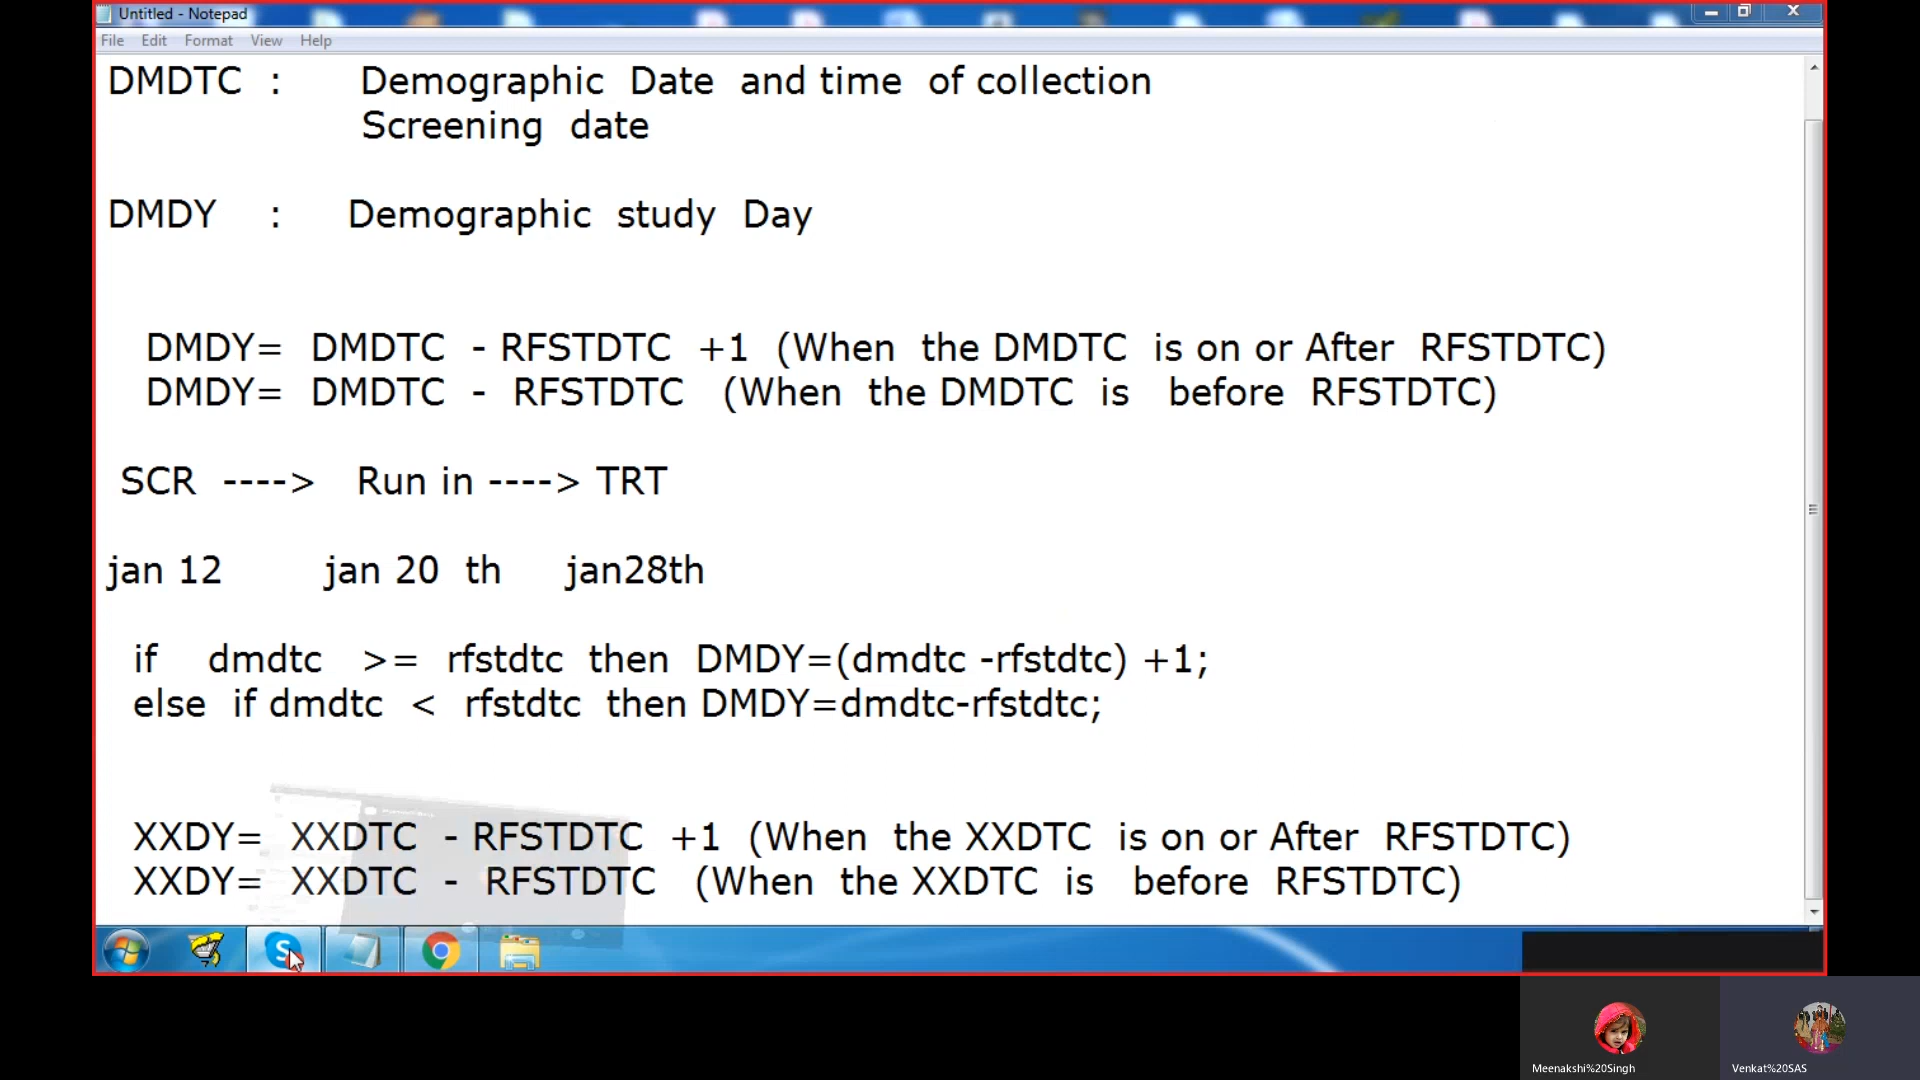 Untitled - Notepad
File Edit Format View Help
DMDTC : Demographic Date and time of collection
Screening date
DMDY : Demographic study Day
DMDY= DMDTC - RFSTDTC +1 (When the DMDTC is on or After RFSTDTC)
DMDY= DMDTC - RFSTDTC (When the DMDTC is before RFSTDTC)
SCR ----> Run in ----> TRT
jan 12 jan 20 th jan28th
if dmdtc >= rfstdtc then DMDY=(dmdtc -rfstdtc) +1;
else if dmdtc < rfstdtc then DMDY=dmdtc-rfstdtc;
XXDY= XXDTC - RFSTDTC +1 (When the XXDTC is on or After RFSTDTC)
XXDY= XXDTC - RFSTDTC (When the XXDTC is before RFSTDTC)
Meenakshi%20Singh Venkat%20SAS